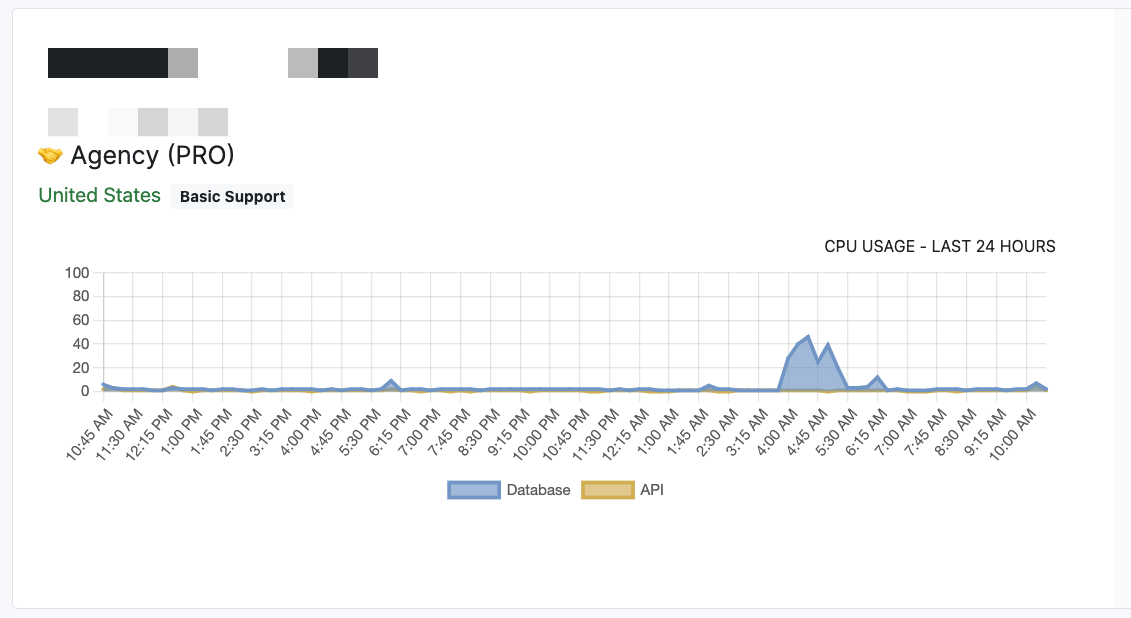 🤝 Agency (PRO)
United States Basic Support
CPU USAGE - LAST 24 HOURS
100
80
60
40
20
0
10:45 AM 11:30 AM 12:15 PM 1:00 PM 1:45 PM 2:30 PM 3:15 PM 4:00 PM 4:45 PM 5:30 PM 6:15 PM 7:00 PM 7:45 PM 8:30 PM 9:15 PM 10:00 PM 10:45 PM 11:30 PM 12:15 AM 1:00 AM 1:45 AM 2:30 AM 3:15 AM 4:00 AM 4:45 AM 5:30 AM 6:15 AM 7:00 AM 7:45 AM 8:30 AM 9:15 AM 10:00 AM
Database API